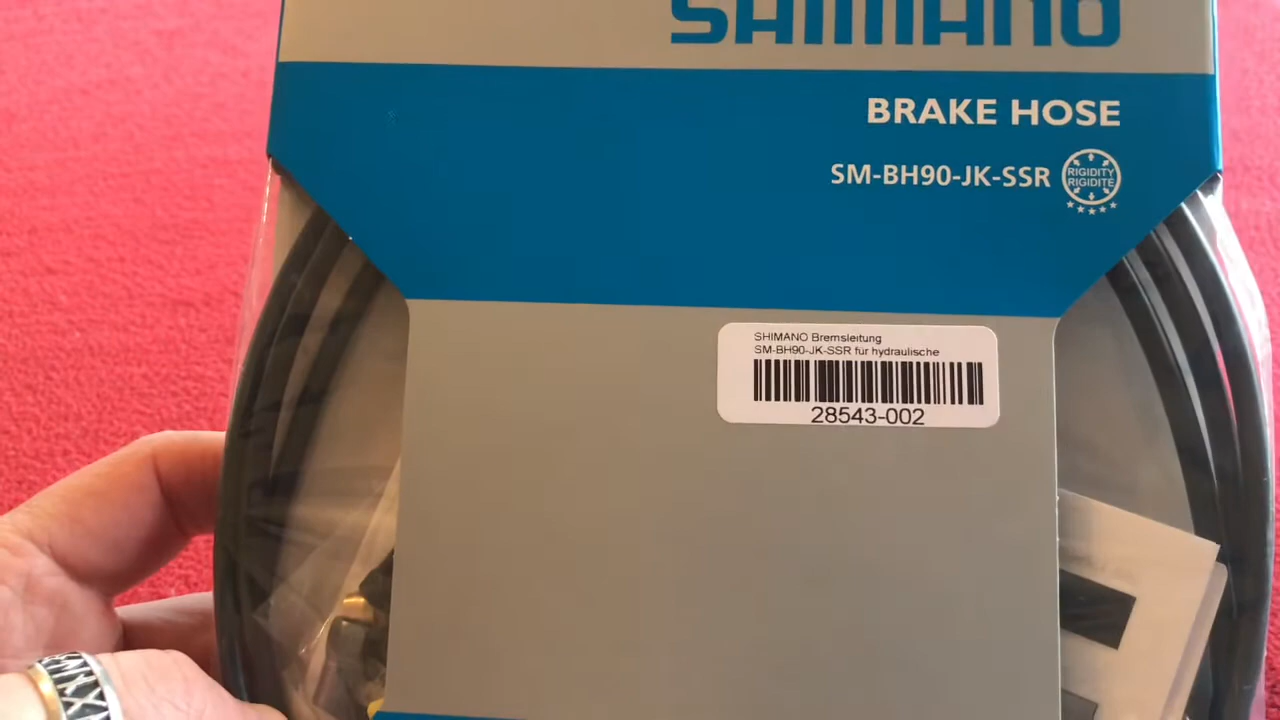 SHIMANO
BRAKE HOSE
SM-BH90-JK-SSR
RIGIDITY
RIGIDITÉ
SHIMANO Bremsleitung
SM-BH90-JK-SSR für hydraulische
28543-002